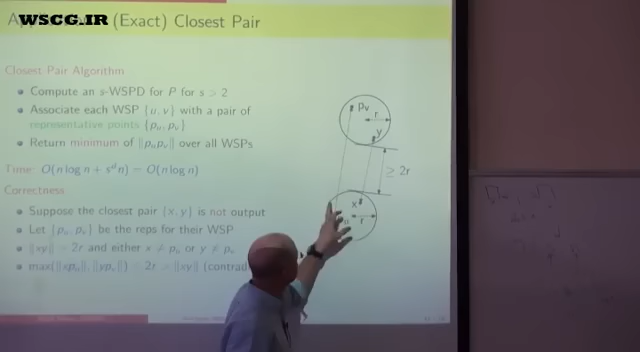 WSCG.IR
(Exact) Closest Pair
Closest Pair Algorithm
Compute an s-WSPD for P for s > 2
Associate each WSP {u, v} with a pair of
representative points {pᵤ, pᵥ}
Return minimum of ‖pᵤpᵥ‖ over all WSPs
Time: O(n log n + sᵈn) = O(n log n)
Correctness
Suppose the closest pair {x, y} is not output
Let {pᵤ, pᵥ} be the reps for their WSP
‖xy‖ 2r and either x ≠ pᵤ or y ≠ pᵥ
max(‖xpᵤ‖, ‖ypᵥ‖) 2r ‖xy‖ (contrad
pᵥ
r
y
≥ 2r
x
u
r